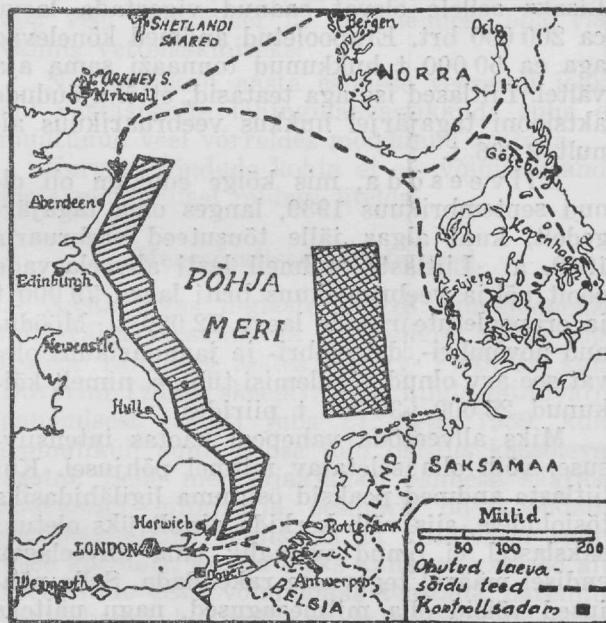 SHETLANDI
SAARED
Bergen
Oslo
ORKNEY S.
Kirkwall
NORRA
Göteborg
Aberdeen
Kopenhagen
Edinburgh
Esbjerg
PÕHJA
MERI
Newcastle
Hull
SAKSAMAA
HOLLAND
Harwich
Rotterdam
LONDON
Dover
Weymouth
Antwerpen
BELGIA
Miilid
0 50 100 200
Ohutud laeva-
sõidu teed
Kontrollsadam